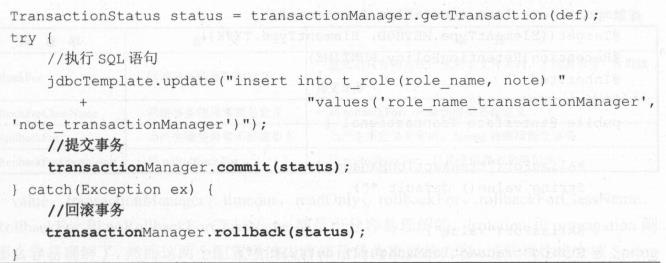 TransactionStatus status = transactionManager.getTransaction(def);
try {
//执行 SQL 语句
jdbcTemplate.update("insert into t_role(role_name, note) "
+ "values('role_name_transactionManager',
'note_transactionManager')");
//提交事务
transactionManager.commit(status);
} catch(Exception ex) {
//回滚事务
transactionManager.rollback(status);
}